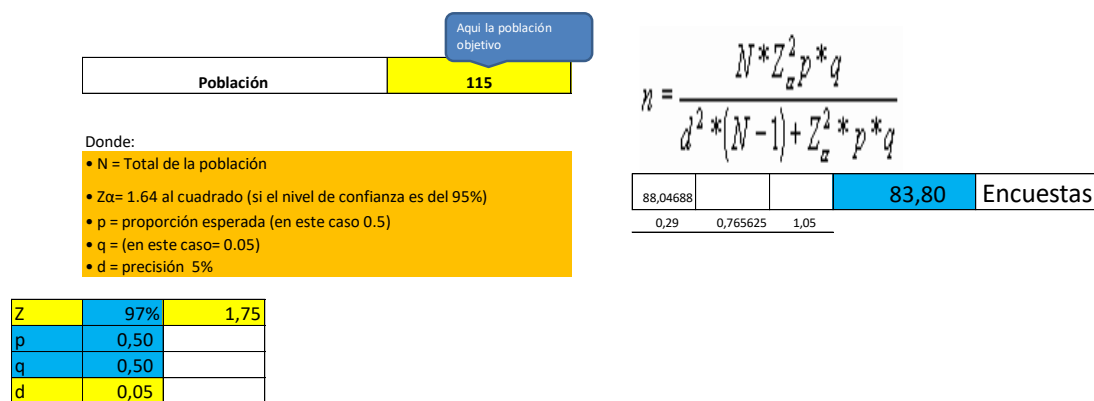 Aqui la población
objetivo
Población 115
n = N*Z²αp*q / d²*(N-1)+Z²α*p*q
Donde:
• N = Total de la población
• Zα= 1.64 al cuadrado (si el nivel de confianza es del 95%)
• p = proporción esperada (en este caso 0.5)
• q = (en este caso= 0.05)
• d = precisión 5%
88,04688 83,80 Encuestas
0,29 0,765625 1,05
Z 97% 1,75
p 0,50
q 0,50
d 0,05